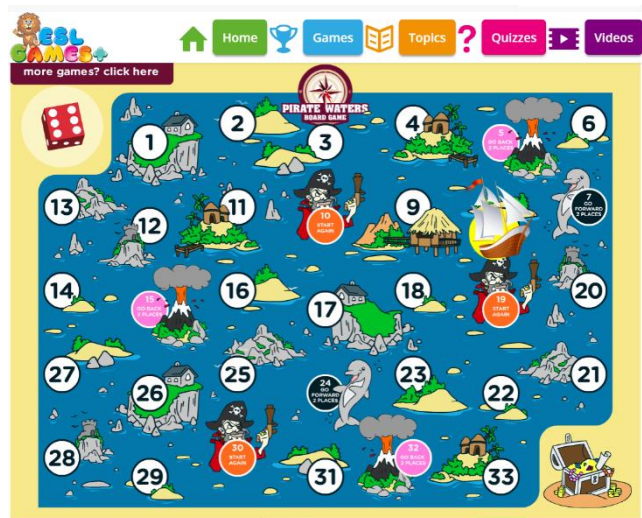 ESL
GAMES+
Home
Games
Topics
?
Quizzes
Videos
more games? click here
PIRATE WATERS
BOARD GAME
1
2
3
4
5
GO BACK
2 PLACES
6
7
GO
FORWARD
2 PLACES
9
10
START
AGAIN
11
12
13
14
15
GO BACK
2 PLACES
16
17
18
19
START
AGAIN
20
21
22
23
24
GO
FORWARD
2 PLACES
25
26
27
28
29
30
START
AGAIN
31
32
GO BACK
2 PLACES
33